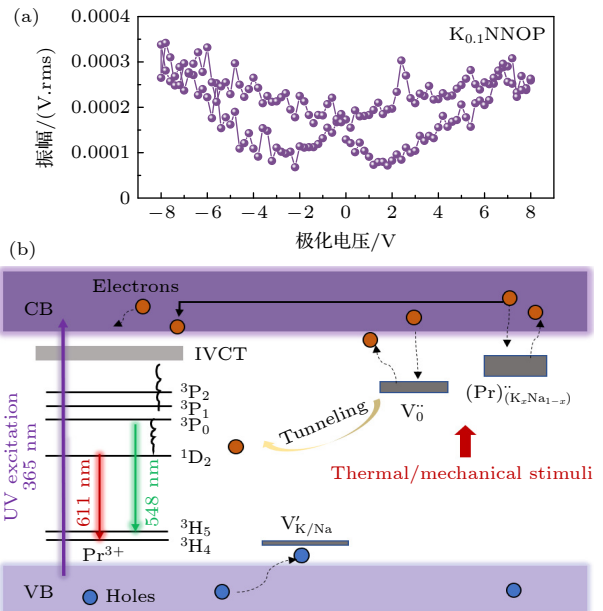 (a)
K₀.₁NNOP
振幅/(V.rms)
0.0004
0.0003
0.0002
0.0001
0
−8 −6 −4 −2 0 2 4 6 8
极化电压/V
(b)
CB
Electrons
IVCT
³P₂
³P₁
³P₀
¹D₂
³H₅
³H₄
Pr³⁺
UV excitation
365 nm
611 nm
548 nm
Tunneling
V₀¨
(Pr)¨(KₓNa₁₋ₓ)
Thermal/mechanical stimuli
V′K/Na
VB
Holes